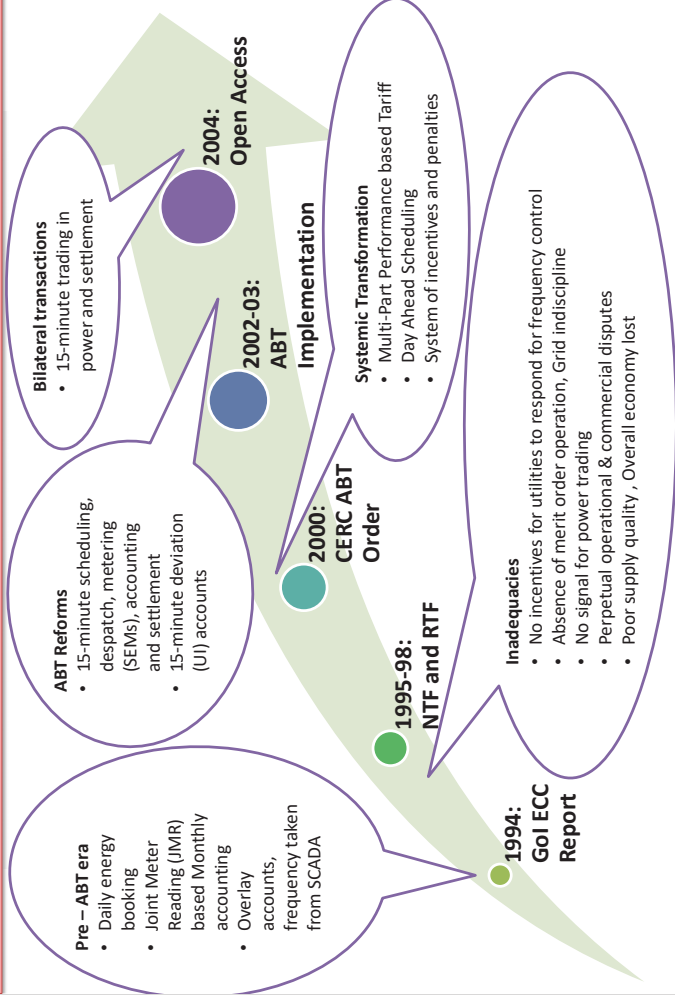 Pre – ABT era
• Daily energy
booking
• Joint Meter
Reading (JMR)
based Monthly
accounting
• Overlay
accounts,
frequency taken
from SCADA
1994:
GoI ECC
Report
1995-98:
NTF and RTF
Inadequacies
• No incentives for utilities to respond for frequency control
• Absence of merit order operation, Grid indiscipline
• No signal for power trading
• Perpetual operational & commercial disputes
• Poor supply quality , Overall economy lost
ABT Reforms
• 15-minute scheduling,
despatch, metering
(SEMs), accounting
and settlement
• 15-minute deviation
(UI) accounts
2000:
CERC ABT
Order
Systemic Transformation
• Multi-Part Performance based Tariff
• Day Ahead Scheduling
• System of incentives and penalties
2002-03:
ABT
Implementation
Bilateral transactions
• 15-minute trading in
power and settlement
2004:
Open Access